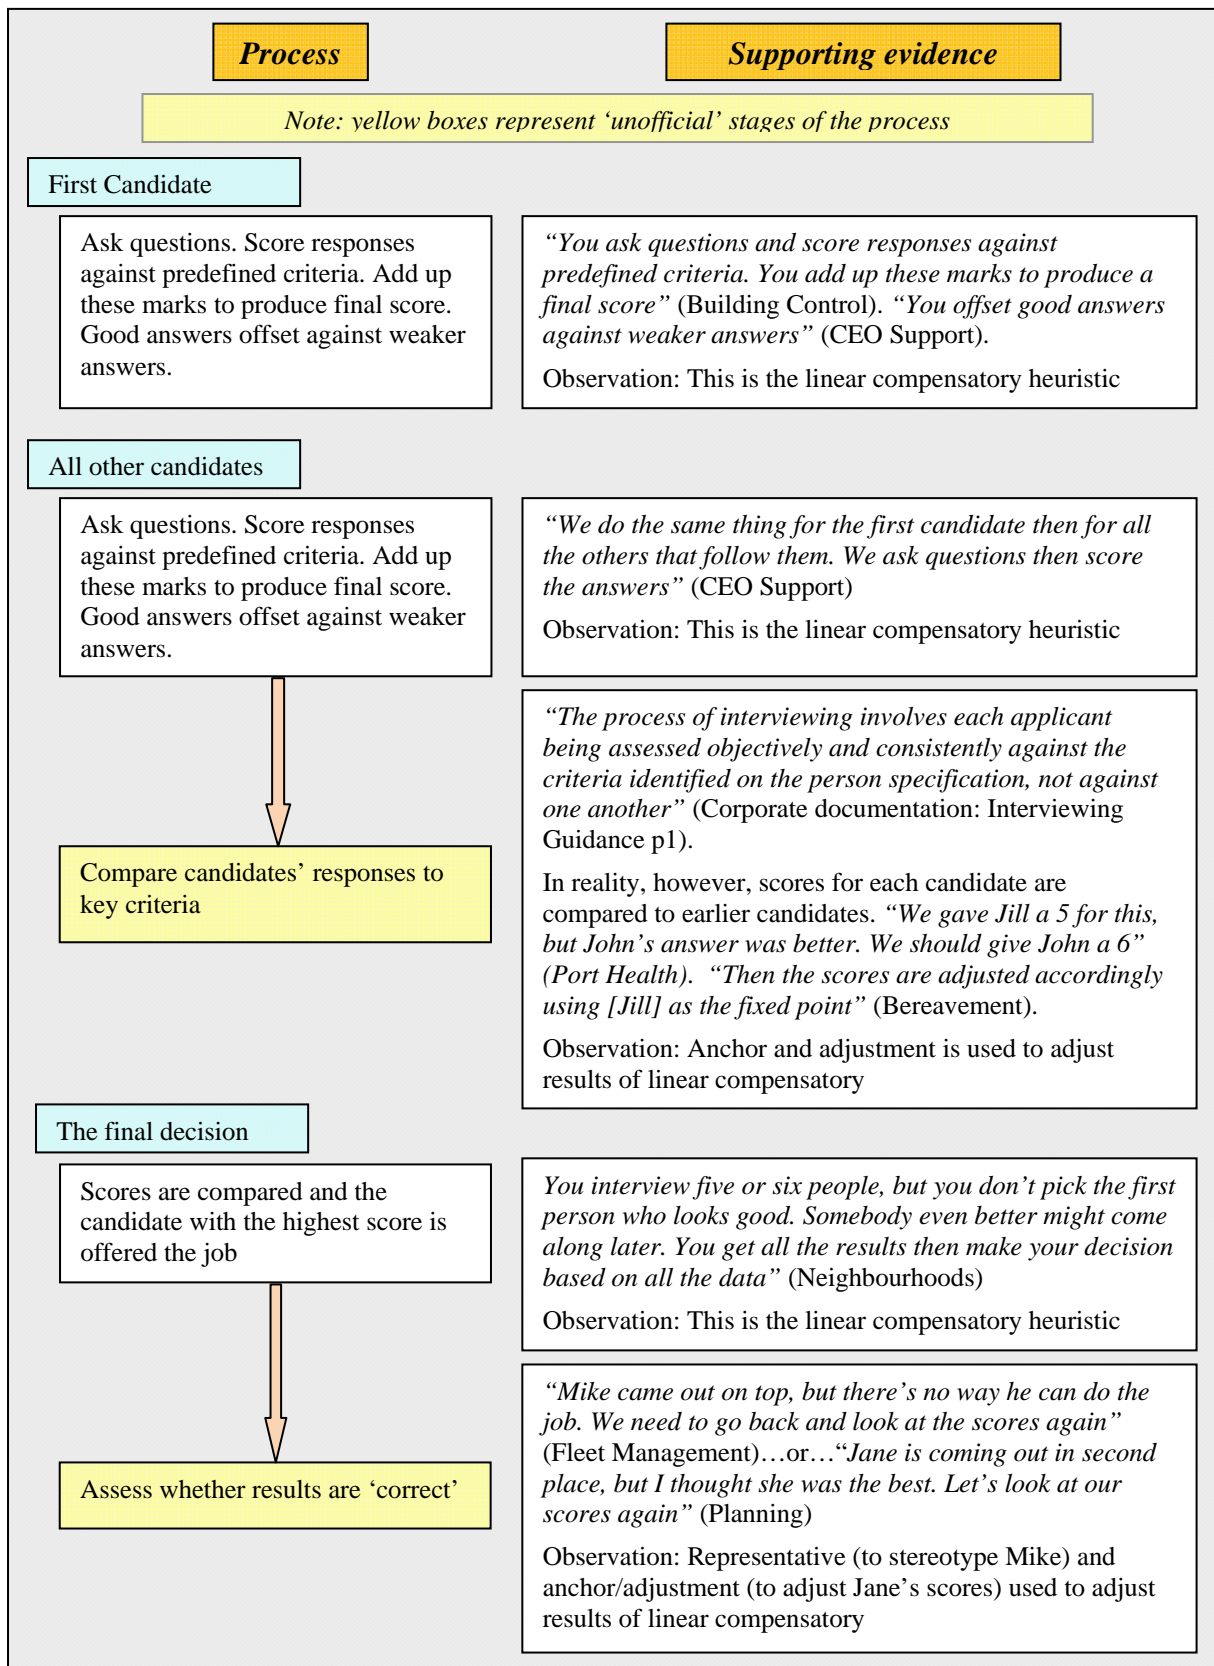 Process
Supporting evidence
Note: yellow boxes represent ‘unofficial’ stages of the process
First Candidate
Ask questions. Score responses
against predefined criteria. Add up
these marks to produce final score.
Good answers offset against weaker
answers.
“You ask questions and score responses against
predefined criteria. You add up these marks to produce a
final score” (Building Control). “You offset good answers
against weaker answers” (CEO Support).
Observation: This is the linear compensatory heuristic
All other candidates
Ask questions. Score responses
against predefined criteria. Add up
these marks to produce final score.
Good answers offset against weaker
answers.
“We do the same thing for the first candidate then for all
the others that follow them. We ask questions then score
the answers” (CEO Support)
Observation: This is the linear compensatory heuristic
Compare candidates’ responses to
key criteria
“The process of interviewing involves each applicant
being assessed objectively and consistently against the
criteria identified on the person specification, not against
one another” (Corporate documentation: Interviewing
Guidance p1).
In reality, however, scores for each candidate are
compared to earlier candidates. “We gave Jill a 5 for this,
but John’s answer was better. We should give John a 6”
(Port Health). “Then the scores are adjusted accordingly
using [Jill] as the fixed point” (Bereavement).
Observation: Anchor and adjustment is used to adjust
results of linear compensatory
The final decision
Scores are compared and the
candidate with the highest score is
offered the job
You interview five or six people, but you don’t pick the first
person who looks good. Somebody even better might come
along later. You get all the results then make your decision
based on all the data” (Neighbourhoods)
Observation: This is the linear compensatory heuristic
Assess whether results are ‘correct’
“Mike came out on top, but there’s no way he can do the
job. We need to go back and look at the scores again”
(Fleet Management)…or…“Jane is coming out in second
place, but I thought she was the best. Let’s look at our
scores again” (Planning)
Observation: Representative (to stereotype Mike) and
anchor/adjustment (to adjust Jane’s scores) used to adjust
results of linear compensatory